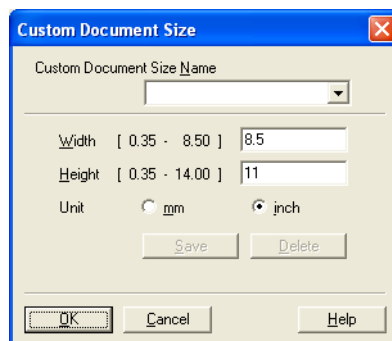 Custom Document Size
Custom Document Size Name
Width [ 0.35 - 8.50 ] 8.5
Height [ 0.35 - 14.00 ] 11
Unit mm inch
Save Delete
OK Cancel Help